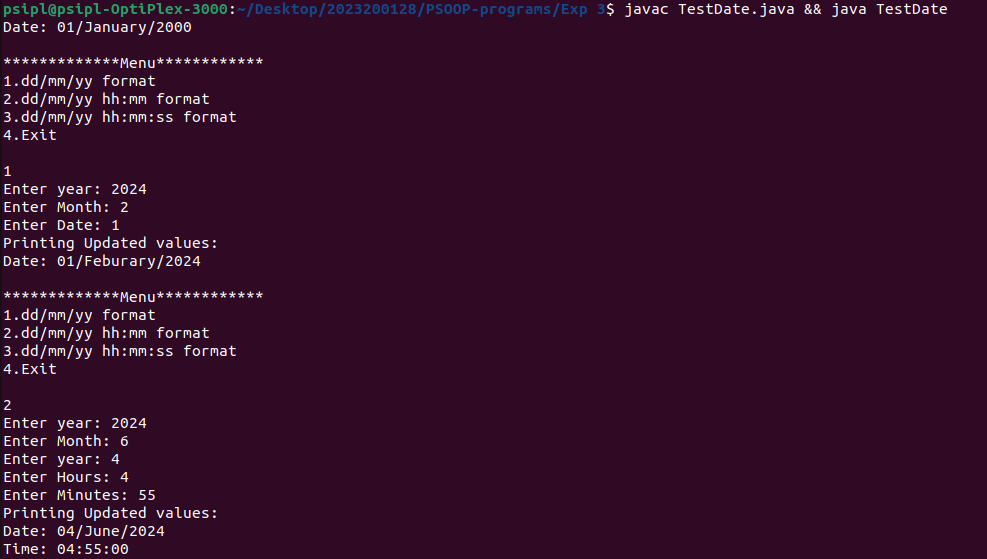 psipl@psipl-OptiPlex-3000:~/Desktop/2023200128/PSOOP-programs/Exp 3$ javac TestDate.java && java TestDate
Date: 01/January/2000
*************Menu************
1.dd/mm/yy format
2.dd/mm/yy hh:mm format
3.dd/mm/yy hh:mm:ss format
4.Exit
1
Enter year: 2024
Enter Month: 2
Enter Date: 1
Printing Updated values:
Date: 01/Feburary/2024
*************Menu************
1.dd/mm/yy format
2.dd/mm/yy hh:mm format
3.dd/mm/yy hh:mm:ss format
4.Exit
2
Enter year: 2024
Enter Month: 6
Enter year: 4
Enter Hours: 4
Enter Minutes: 55
Printing Updated values:
Date: 04/June/2024
Time: 04:55:00